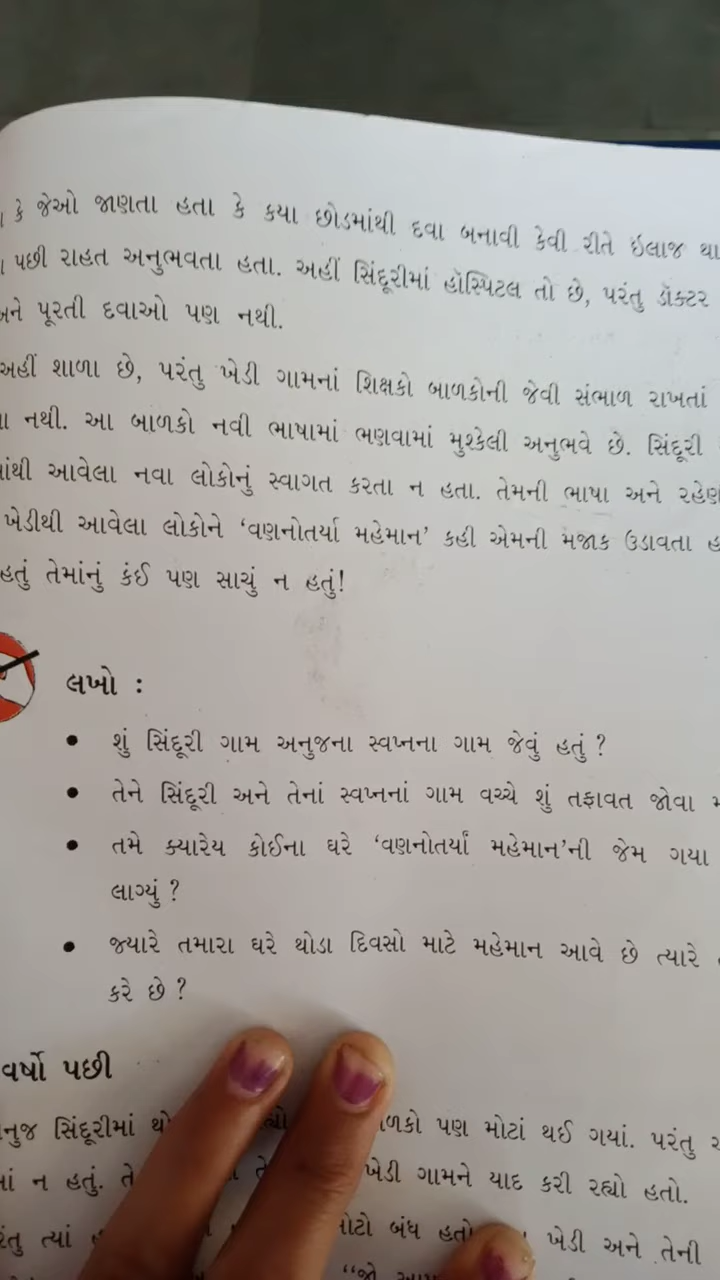 કે જેઓ જાણતા હતા કે કયા છોડમાંથી દવા બનાવી કેવી રીતે ઇલાજ
પછી રાહત અનુભવતા હતા. અહીં સિંદૂરીમાં હૉસ્પિટલ તો છે, પરંતુ ડૉક્ટર
પૂરતી દવાઓ પણ નથી.
અહીં શાળા છે, પરંતુ ખેડી ગામનાં શિક્ષકો બાળકોની જેવી સંભાળ રાખતાં
નથી. આ બાળકો નવી ભાષામાં ભણવામાં મુશ્કેલી અનુભવે છે. સિંદૂરી
આવેલા નવા લોકોનું સ્વાગત કરતા ન હતા. તેમની ભાષા અને
ખેડીથી આવેલા લોકોને ‘વણનોતર્યા મહેમાન’ કહી એમની મજાક ઉડાવતા
હતું તેમાંનું કંઈ પણ સાચું ન હતું!
લખો :
• શું સિંદૂરી ગામ અનુજના સ્વપ્નના ગામ જેવું હતું ?
• તેને સિંદૂરી અને તેનાં સ્વપ્નનાં ગામ વચ્ચે શું તફાવત જોવા
• તમે ક્યારેય કોઈના ઘરે ‘વણનોતર્યાં મહેમાન’ની જેમ ગયા
લાગ્યું ?
• જ્યારે તમારા ઘરે થોડા દિવસો માટે મહેમાન આવે છે ત્યારે
કરે છે ?
વર્ષો પછી
સિંદૂરીમાં પણ મોટાં થઈ ગયાં. પરંતુ
ન હતું. ખેડી ગામને યાદ કરી રહ્યો હતો.
ત્યાં બંધ ખેડી અને તેની